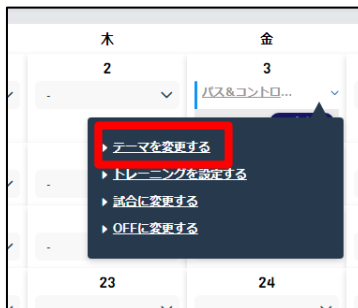 木 金
2 3
- パス&コントロ...
テーマを変更する
- トレーニングを設定する
試合に変更する
- OFFに変更する
23 24